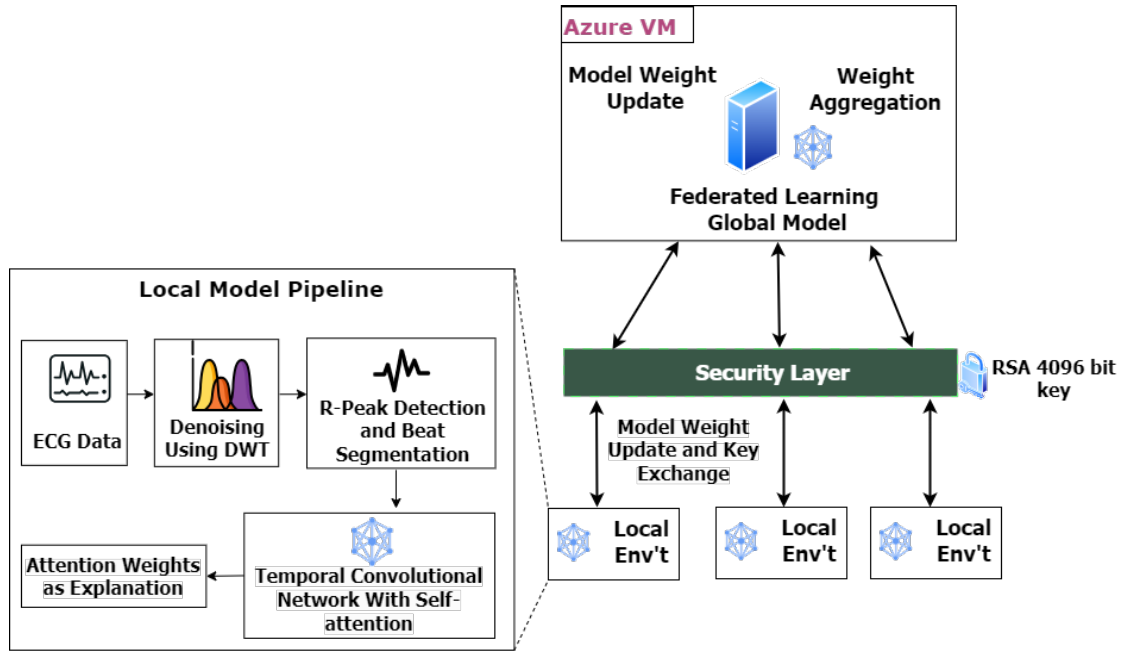 Azure VM
Model Weight
Update
Weight
Aggregation
Federated Learning
Global Model
Local Model Pipeline
ECG Data
Denoising
Using DWT
R-Peak Detection
and Beat
Segmentation
Temporal Convolutional
Network With Self-
attention
Attention Weights
as Explanation
Security Layer
RSA 4096 bit
key
Model Weight
Update and Key
Exchange
Local
Env't
Local
Env't
Local
Env't